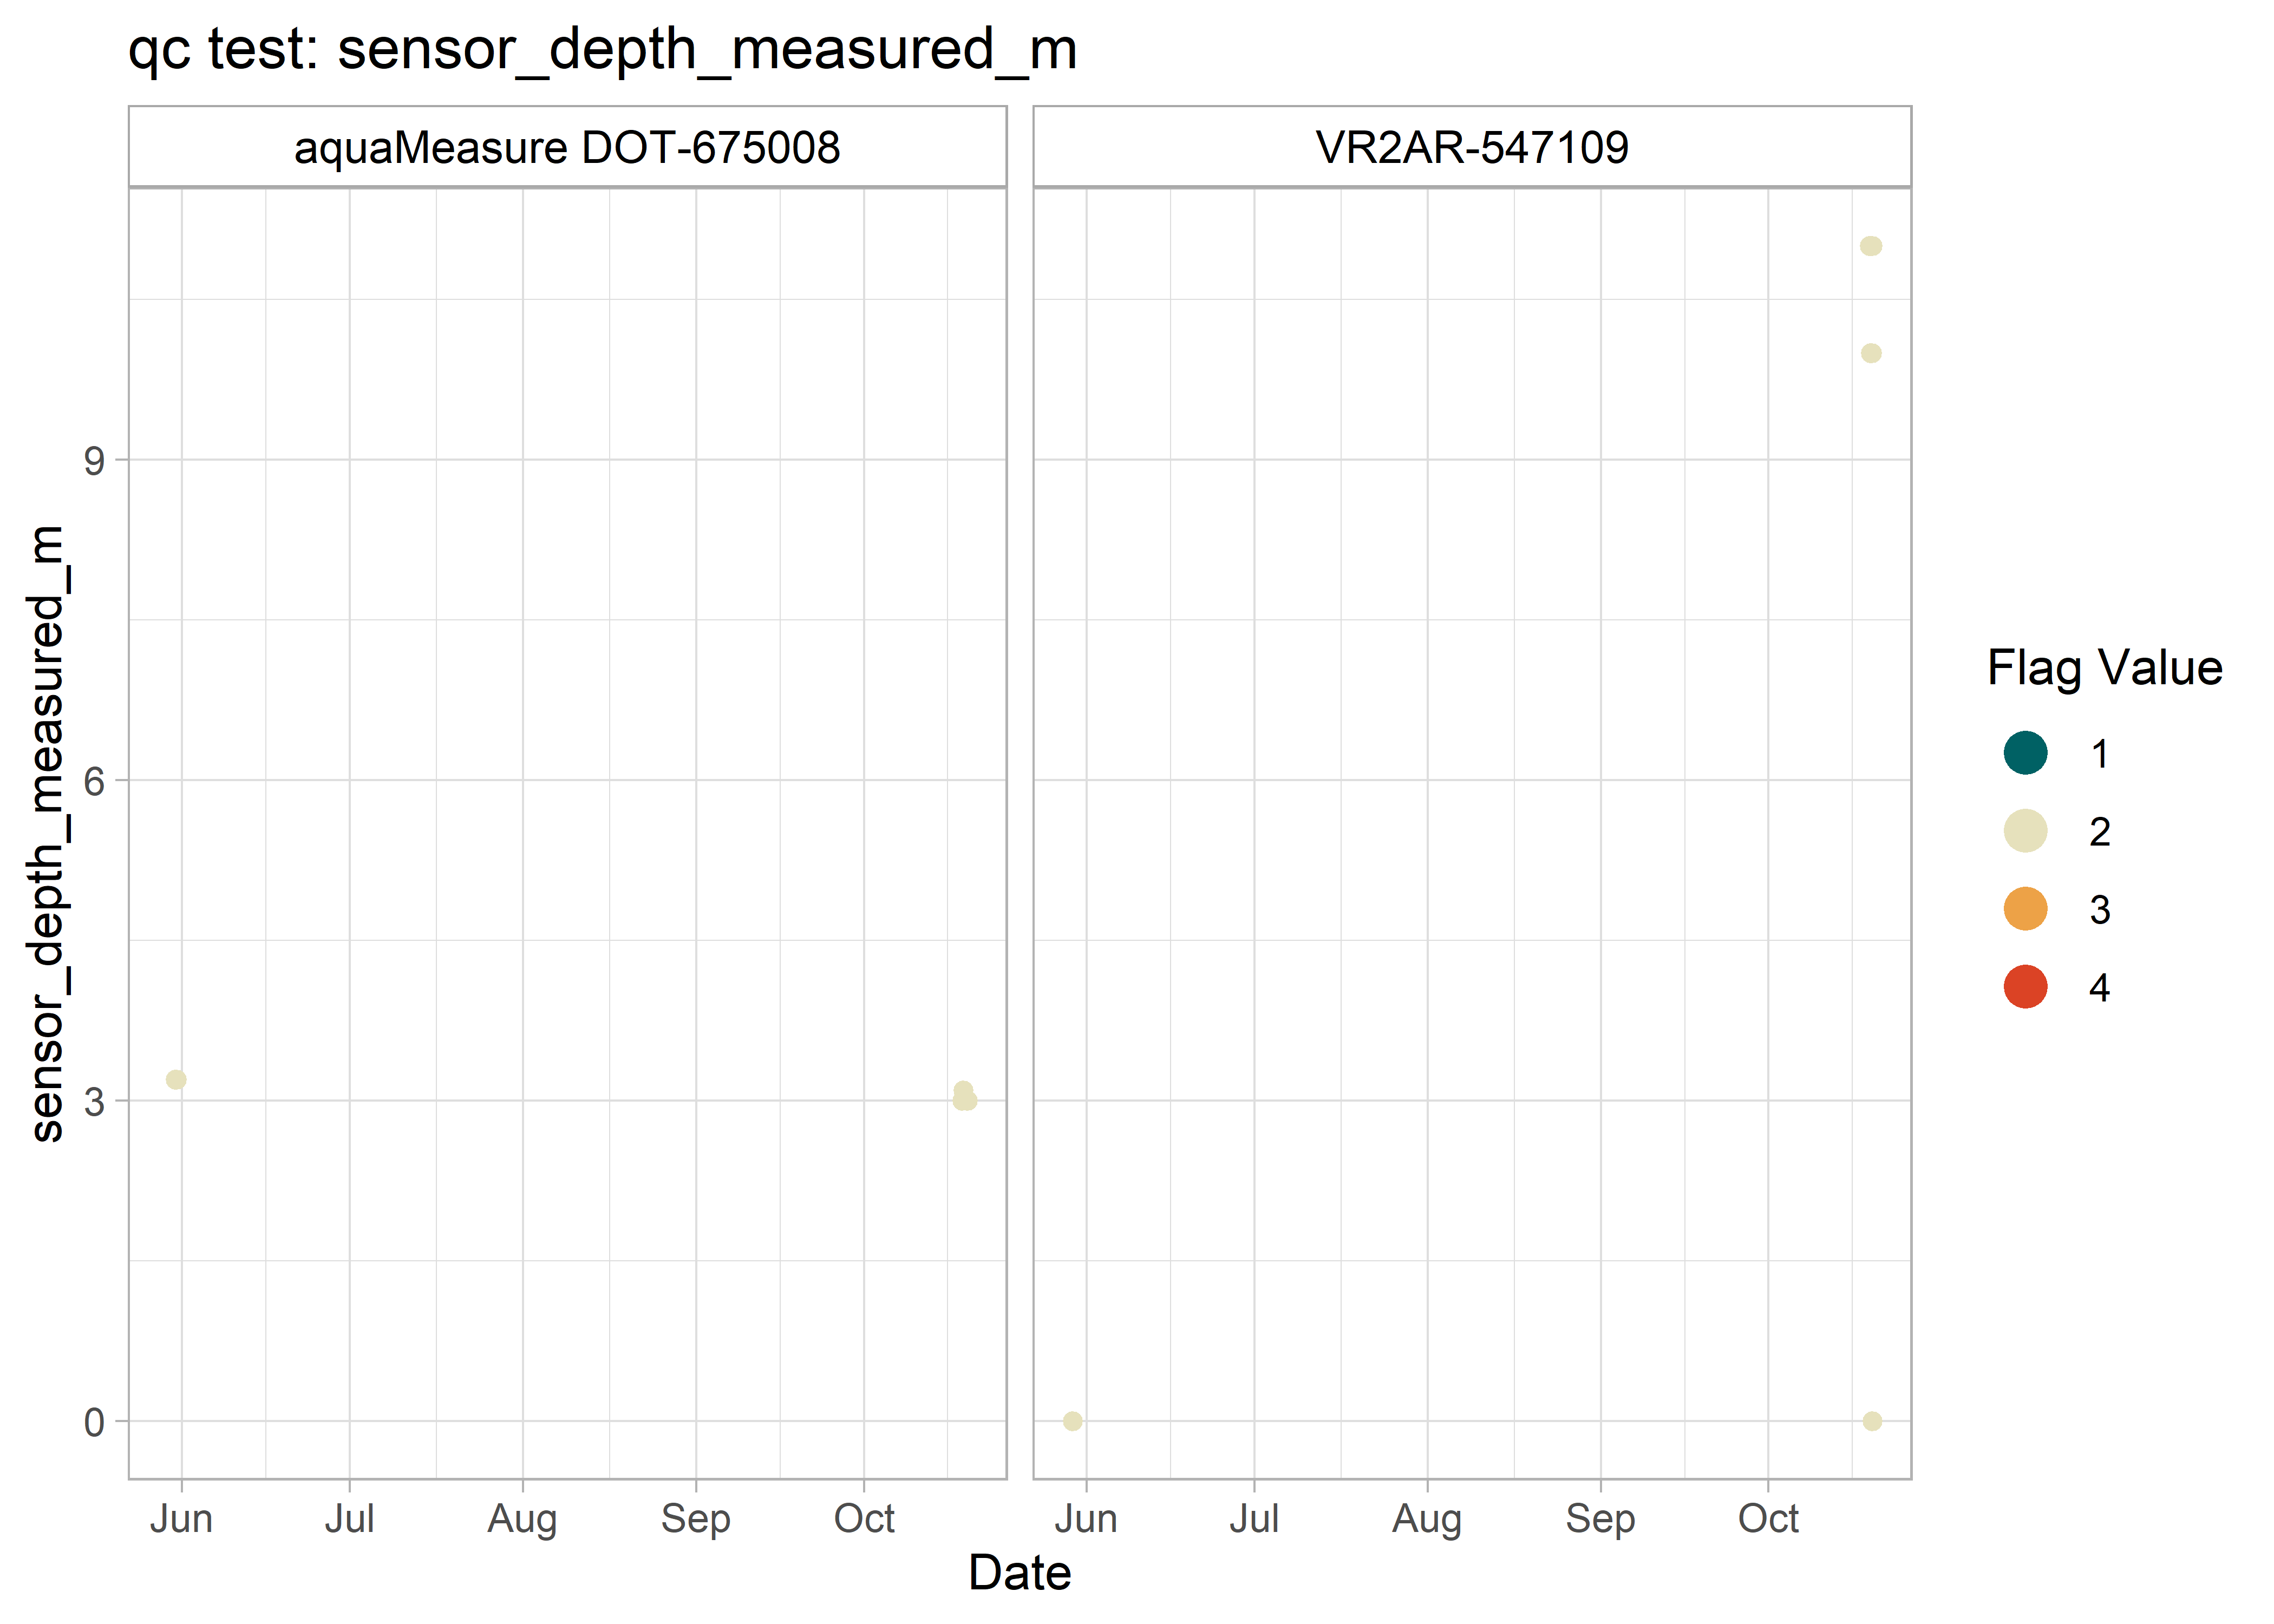 qc test: sensor_depth_measured_m
aquaMeasure DOT-675008
VR2AR-547109
sensor_depth_measured_m
9
6
3
0
Jun Jul Aug Sep Oct
Jun Jul Aug Sep Oct
Date
Flag Value
1
2
3
4